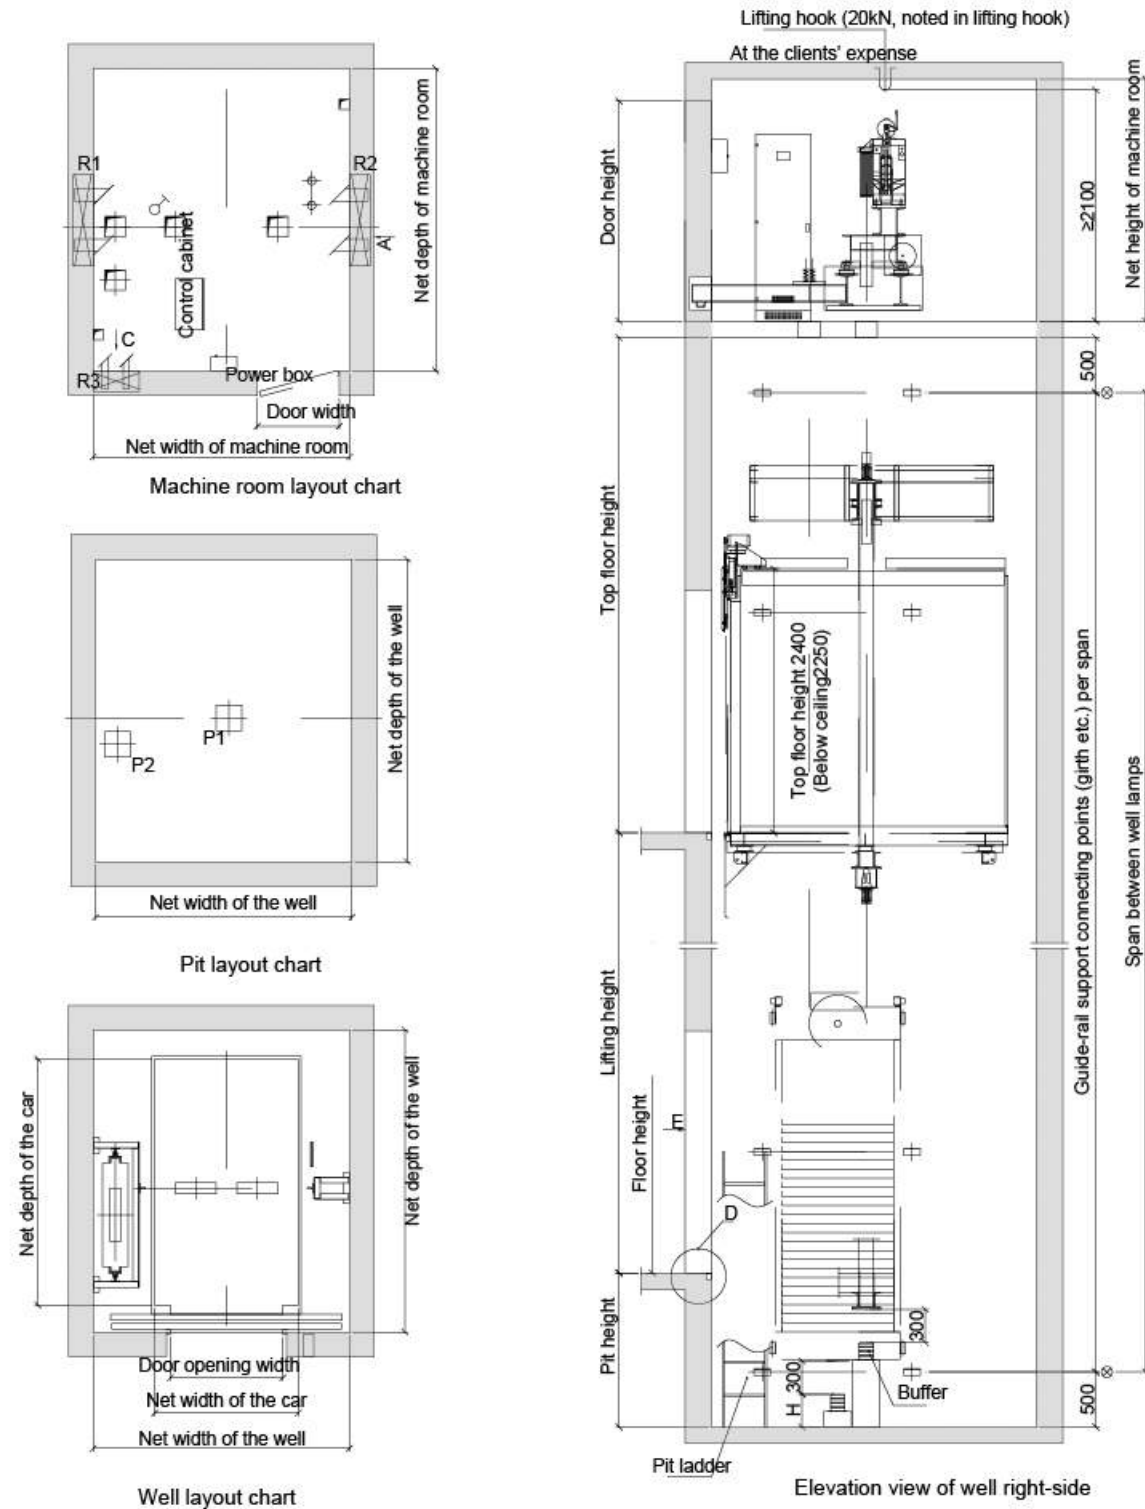 Lifting hook (20kN, noted in lifting hook)
At the clients' expense
R1
R2
A
Control cabinet
Net depth of machine room
C
R3
Power box
Door width
Net width of machine room
Machine room layout chart
P1
P2
Net depth of the well
Net width of the well
Pit layout chart
Net depth of the car
Net depth of the well
Door opening width
Net width of the car
Net width of the well
Well layout chart
Door height
≥2100
Net height of machine room
500
Top floor height
Top floor height 2400
(Below ceiling2250)
Guide-rail support connecting points (girth etc.) per span
Span between well lamps
Lifting height
Floor height
E
D
Pit height
300
300
H
Buffer
500
Pit ladder
Elevation view of well right-side